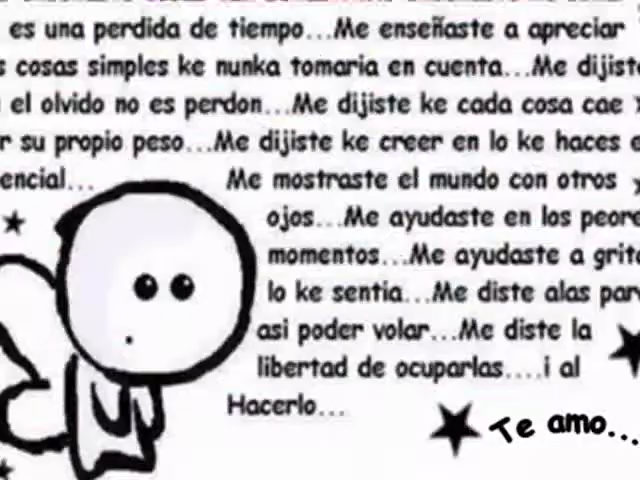 es una perdida de tiempo...Me enseñaste a apreciar
s cosas simples ke nunka tomaria en cuenta...Me dijiste
el olvido no es perdon...Me dijiste ke cada cosa cae
r su propio peso...Me dijiste ke creer en lo ke haces e
encial...
Me mostraste el mundo con otros
ojos...Me ayudaste en los peore
momentos...Me ayudaste a grita
lo ke sentia...Me diste alas par
asi poder volar...Me diste la
libertad de ocuparlas....i al
Hacerlo...
Te amo...